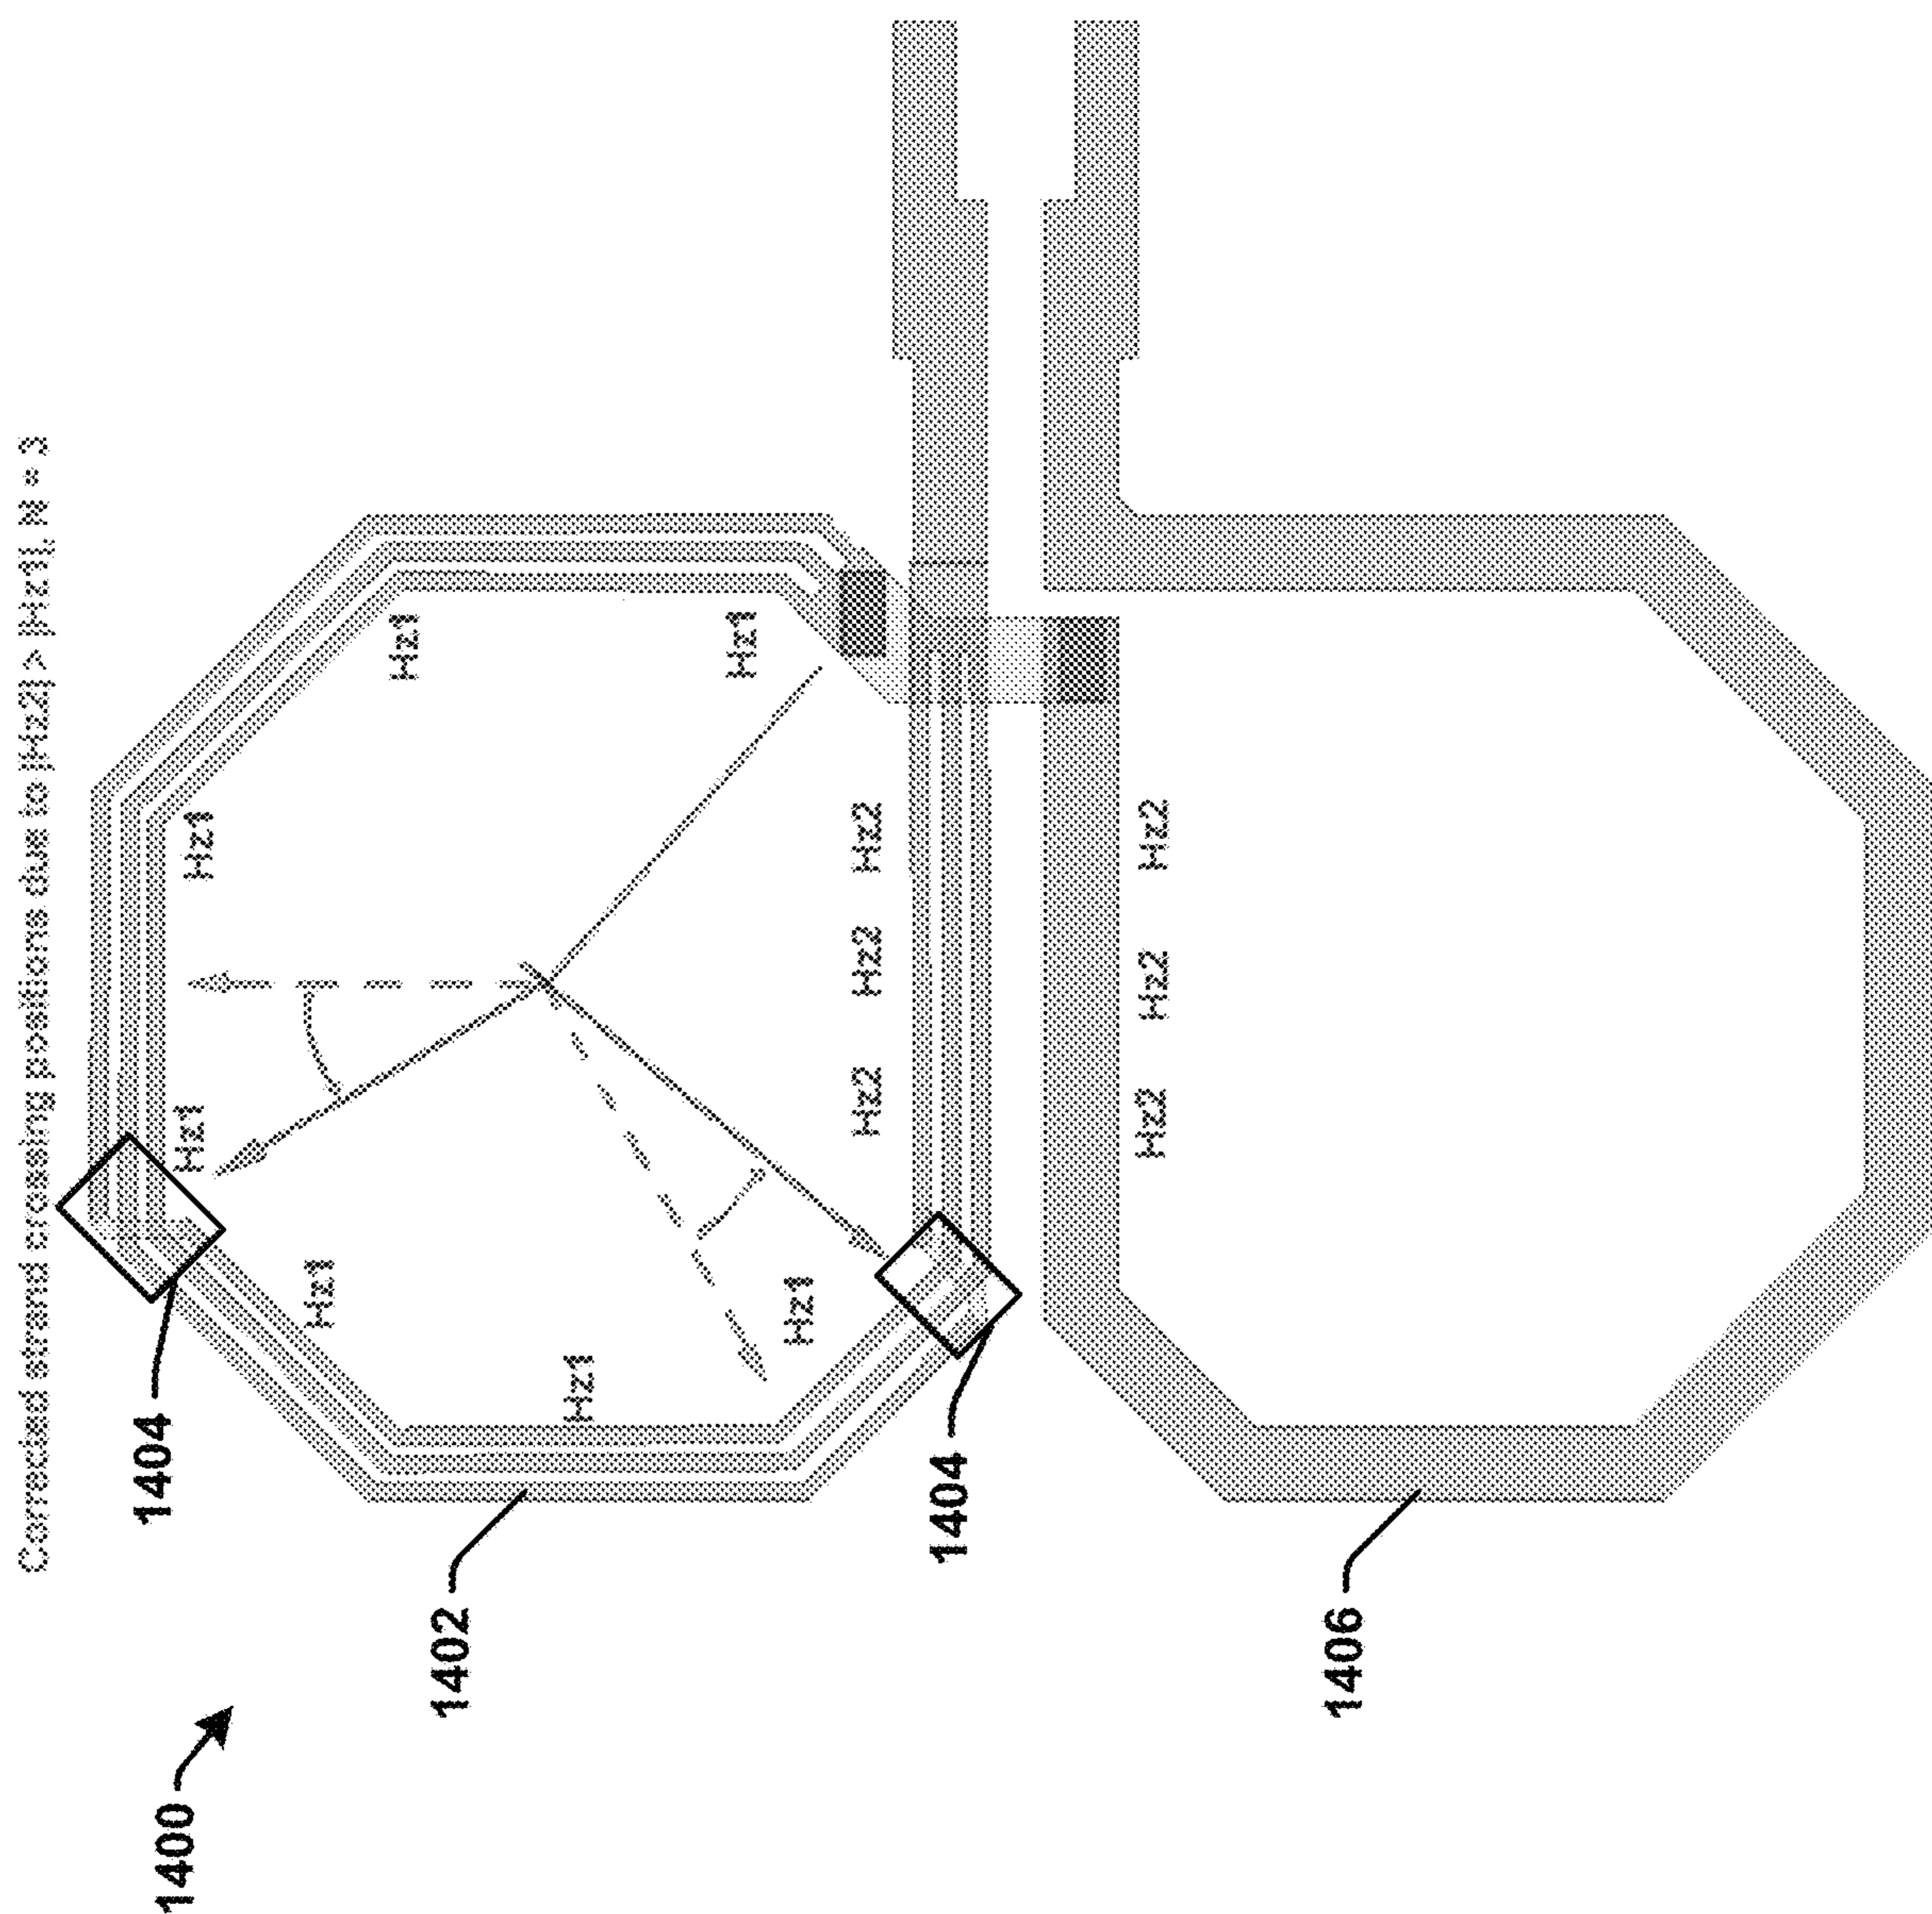 Corrected strand crossing positions due to |Hz2| > |Hz1|, N = 3
1400
1404
Hz1
Hz1
Hz1
Hz1
1402
Hz1
Hz1
Hz1
Hz2 Hz2 Hz2
1404
Hz2 Hz2 Hz2
1406